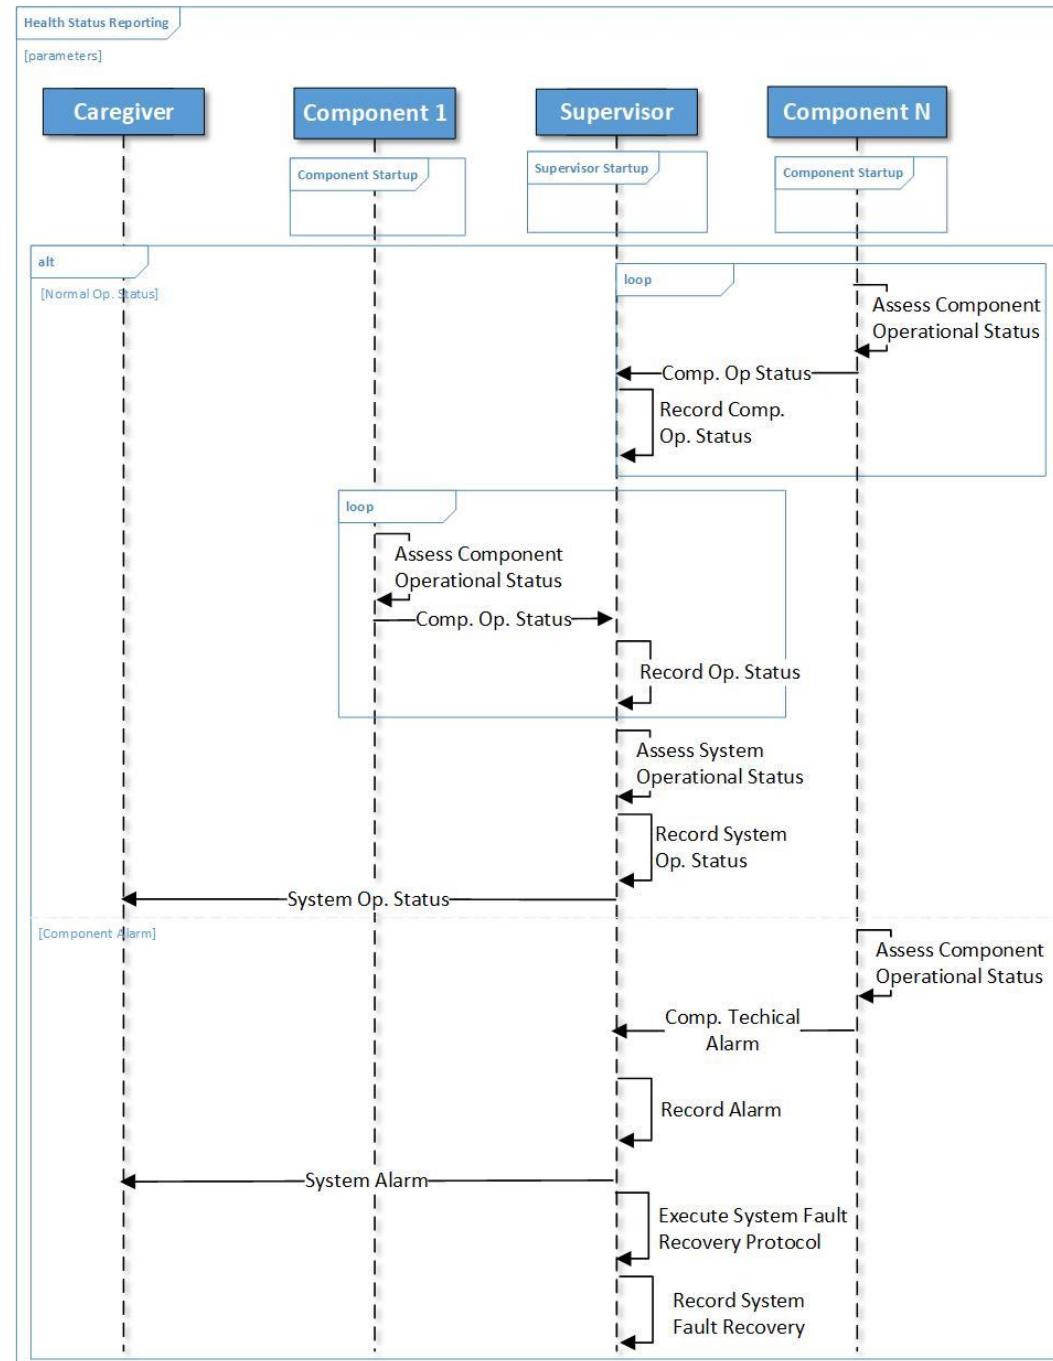 Health Status Reporting
[parameters]
Caregiver
Component 1
Supervisor
Component N
Component Startup
Supervisor Startup
Component Startup
alt
[Normal Op. Status]
loop
Assess Component
Operational Status
Comp. Op Status
Record Comp.
Op. Status
loop
Assess Component
Operational Status
Comp. Op. Status
Record Op. Status
Assess System
Operational Status
Record System
Op. Status
System Op. Status
[Component Alarm]
Assess Component
Operational Status
Comp. Techical
Alarm
Record Alarm
System Alarm
Execute System Fault
Recovery Protocol
Record System
Fault Recovery